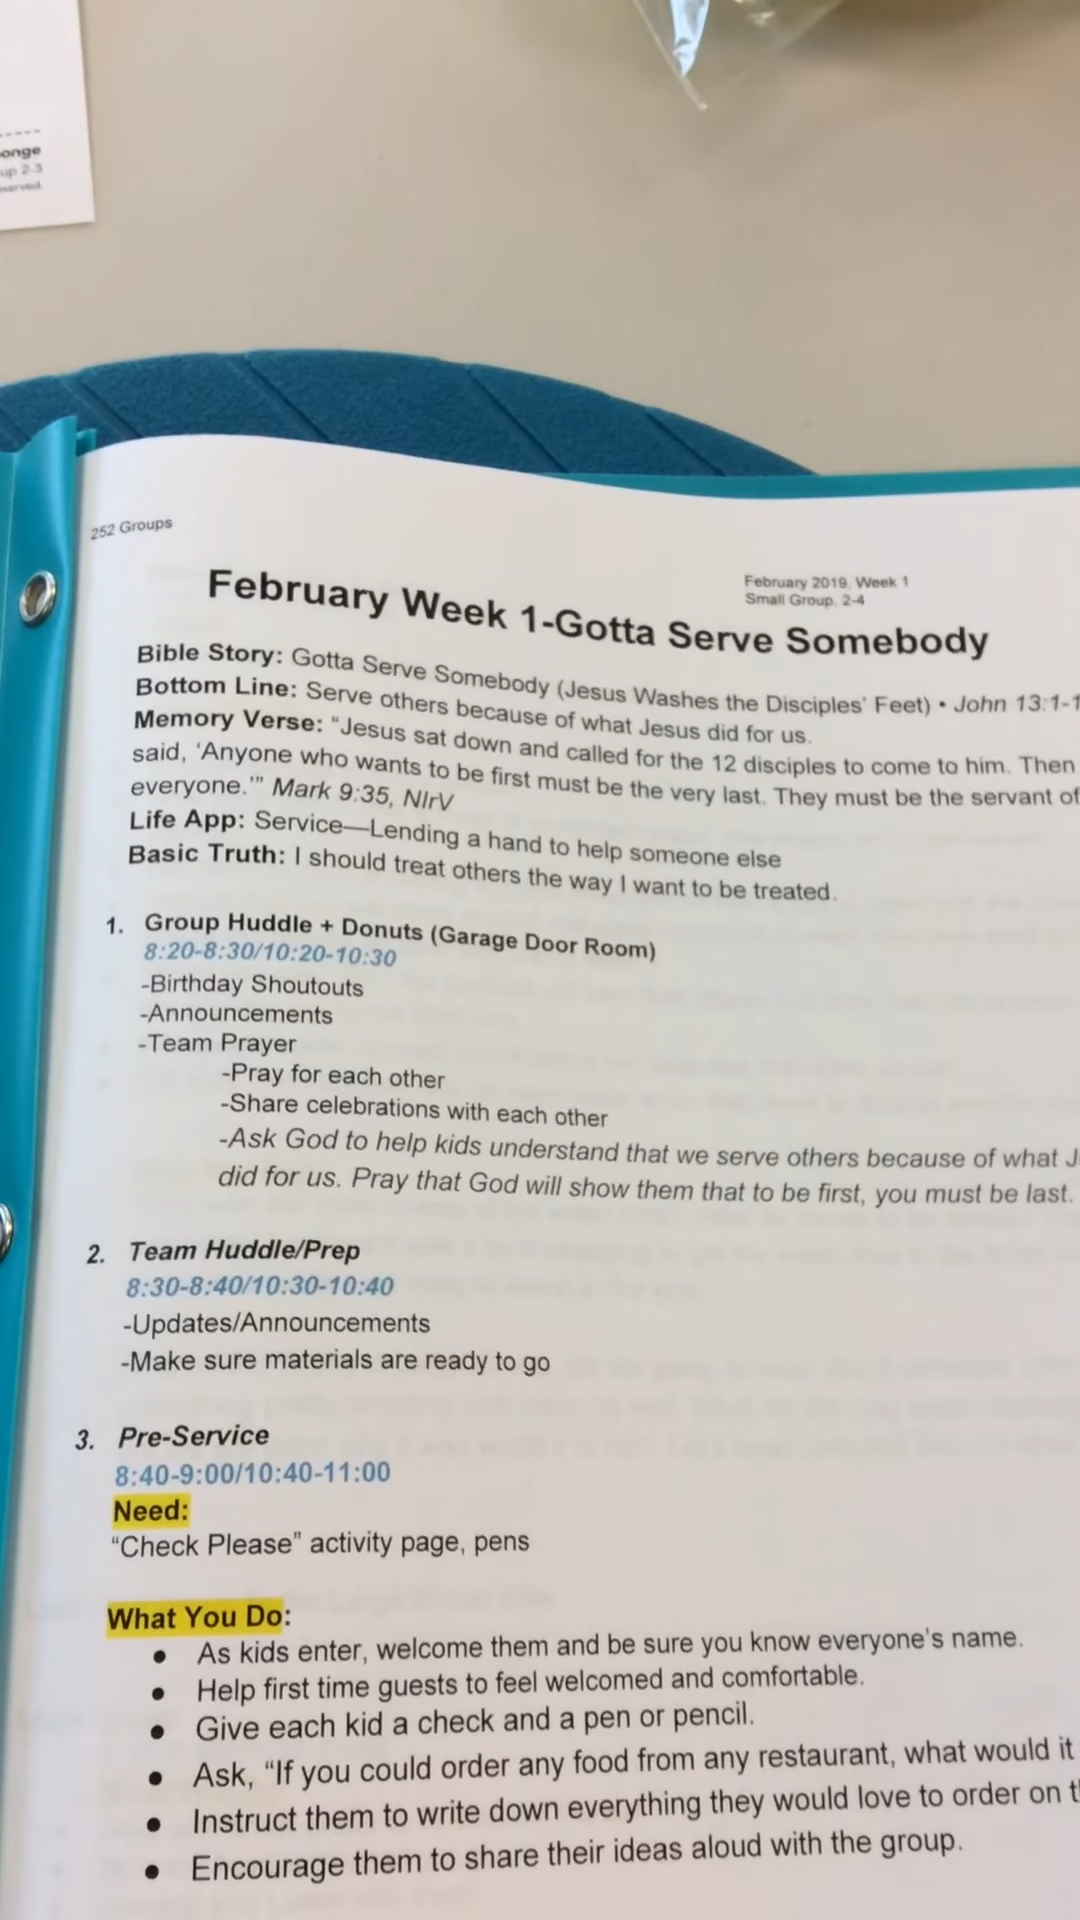 up 2-3
252 Groups
February 2019, Week 1
Small Group, 2-4
February Week 1-Gotta Serve Somebody
Bible Story: Gotta Serve Somebody (Jesus Washes the Disciples' Feet) • John 13:1-1
Bottom Line: Serve others because of what Jesus did for us.
Memory Verse: "Jesus sat down and called for the 12 disciples to come to him. Then
said, 'Anyone who wants to be first must be the very last. They must be the servant of
everyone.'" Mark 9:35, NIrV
Life App: Service—Lending a hand to help someone else
Basic Truth: I should treat others the way I want to be treated.
1. Group Huddle + Donuts (Garage Door Room)
8:20-8:30/10:20-10:30
-Birthday Shoutouts
-Announcements
-Team Prayer
-Pray for each other
-Share celebrations with each other
-Ask God to help kids understand that we serve others because of what J
did for us. Pray that God will show them that to be first, you must be last.
2. Team Huddle/Prep
8:30-8:40/10:30-10:40
-Updates/Announcements
-Make sure materials are ready to go
3. Pre-Service
8:40-9:00/10:40-11:00
Need:
"Check Please" activity page, pens
What You Do:
● As kids enter, welcome them and be sure you know everyone's name.
● Help first time guests to feel welcomed and comfortable.
● Give each kid a check and a pen or pencil.
● Ask, "If you could order any food from any restaurant, what would it
● Instruct them to write down everything they would love to order on t
● Encourage them to share their ideas aloud with the group.